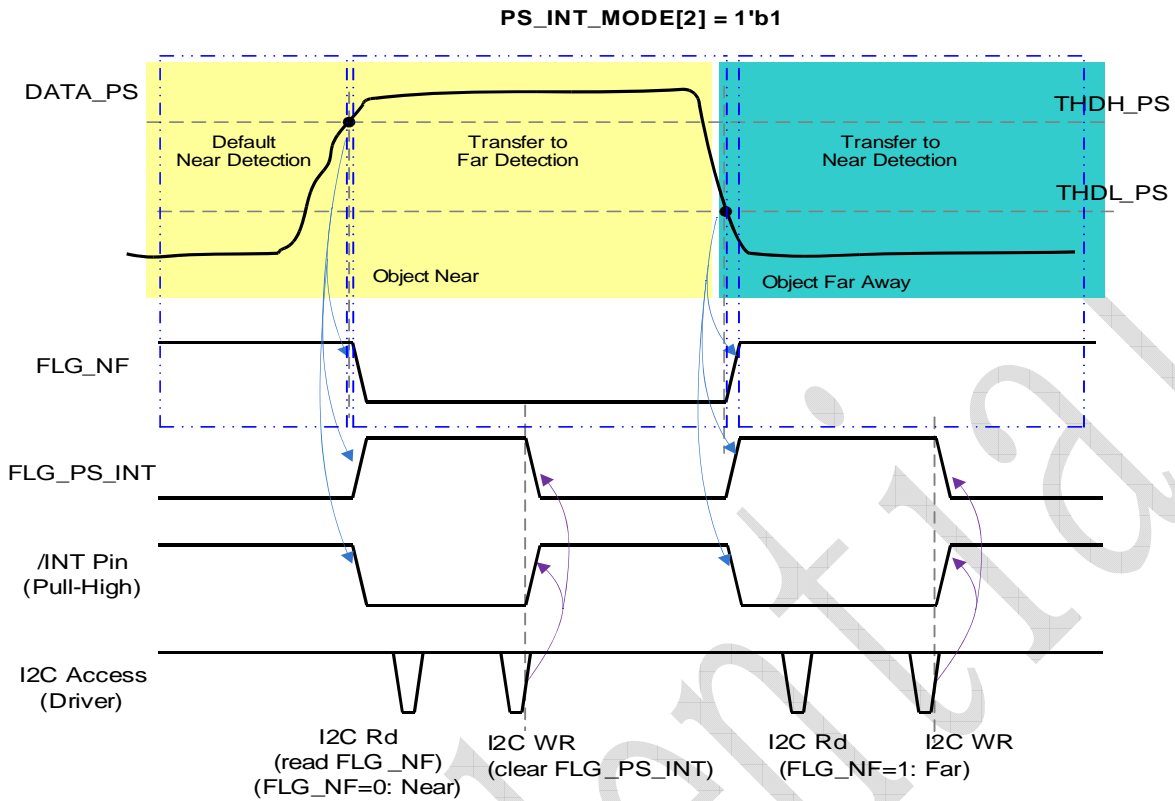 PS_INT_MODE[2] = 1'b1
DATA_PS
THDH_PS
Default
Near Detection
Transfer to
Far Detection
Transfer to
Near Detection
THDL_PS
Object Near
Object Far Away
FLG_NF
FLG_PS_INT
/INT Pin
(Pull-High)
I2C Access
(Driver)
I2C Rd
(read FLG_NF)
(FLG_NF=0: Near)
I2C WR
(clear FLG_PS_INT)
I2C Rd
(FLG_NF=1: Far)
I2C WR
ential